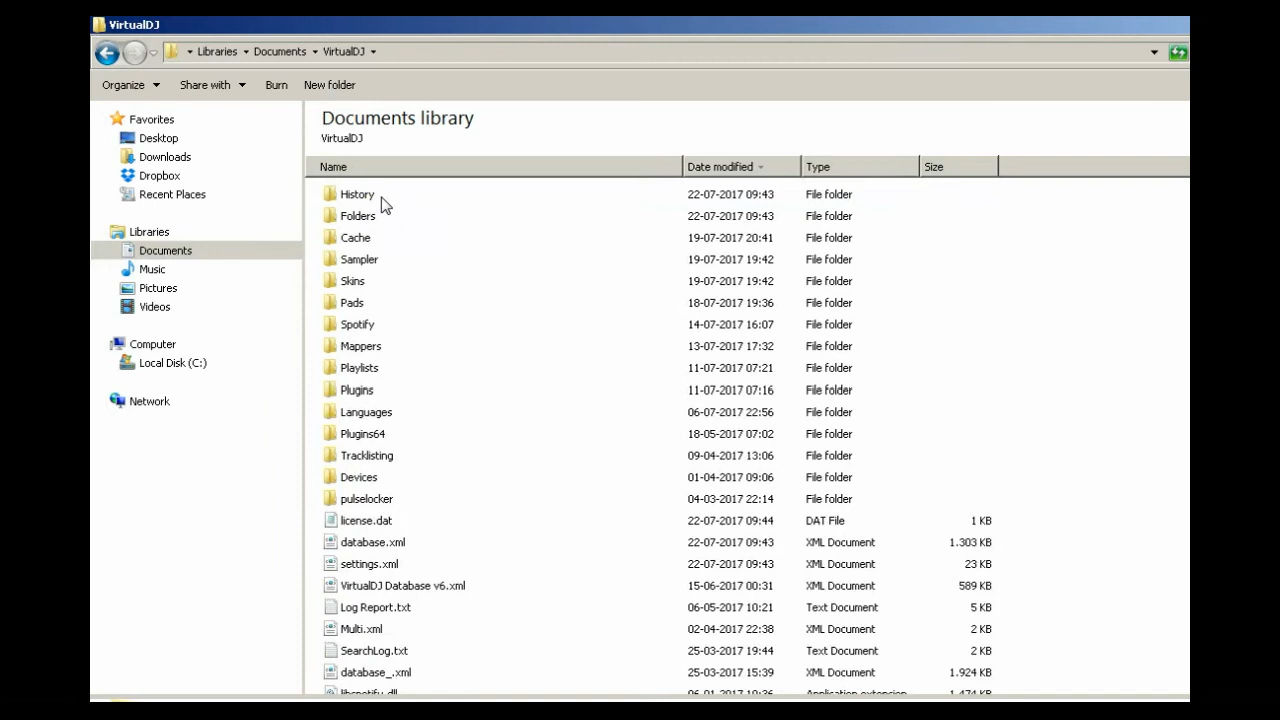 VirtualDJ
Libraries Documents VirtualDJ
Organize Share with Burn New folder
Favorites
Desktop
Downloads
Dropbox
Recent Places
Libraries
Documents
Music
Pictures
Videos
Computer
Local Disk (C:)
Network
Documents library
VirtualDJ
Name Date modified Type Size
History 22-07-2017 09:43 File folder
Folders 22-07-2017 09:43 File folder
Cache 19-07-2017 20:41 File folder
Sampler 19-07-2017 19:42 File folder
Skins 19-07-2017 19:42 File folder
Pads 18-07-2017 19:36 File folder
Spotify 14-07-2017 16:07 File folder
Mappers 13-07-2017 17:32 File folder
Playlists 11-07-2017 07:21 File folder
Plugins 11-07-2017 07:16 File folder
Languages 06-07-2017 22:56 File folder
Plugins64 18-05-2017 07:02 File folder
Tracklisting 09-04-2017 13:06 File folder
Devices 01-04-2017 09:06 File folder
pulselocker 04-03-2017 22:14 File folder
license.dat 22-07-2017 09:44 DAT File 1 KB
database.xml 22-07-2017 09:43 XML Document 1.303 KB
settings.xml 22-07-2017 09:43 XML Document 23 KB
VirtualDJ Database v6.xml 15-06-2017 00:31 XML Document 589 KB
Log Report.txt 06-05-2017 10:21 Text Document 5 KB
Multi.xml 02-04-2017 22:38 XML Document 2 KB
SearchLog.txt 25-03-2017 19:44 Text Document 2 KB
database_.xml 25-03-2017 15:39 XML Document 1.924 KB
libspotify.dll Application extension